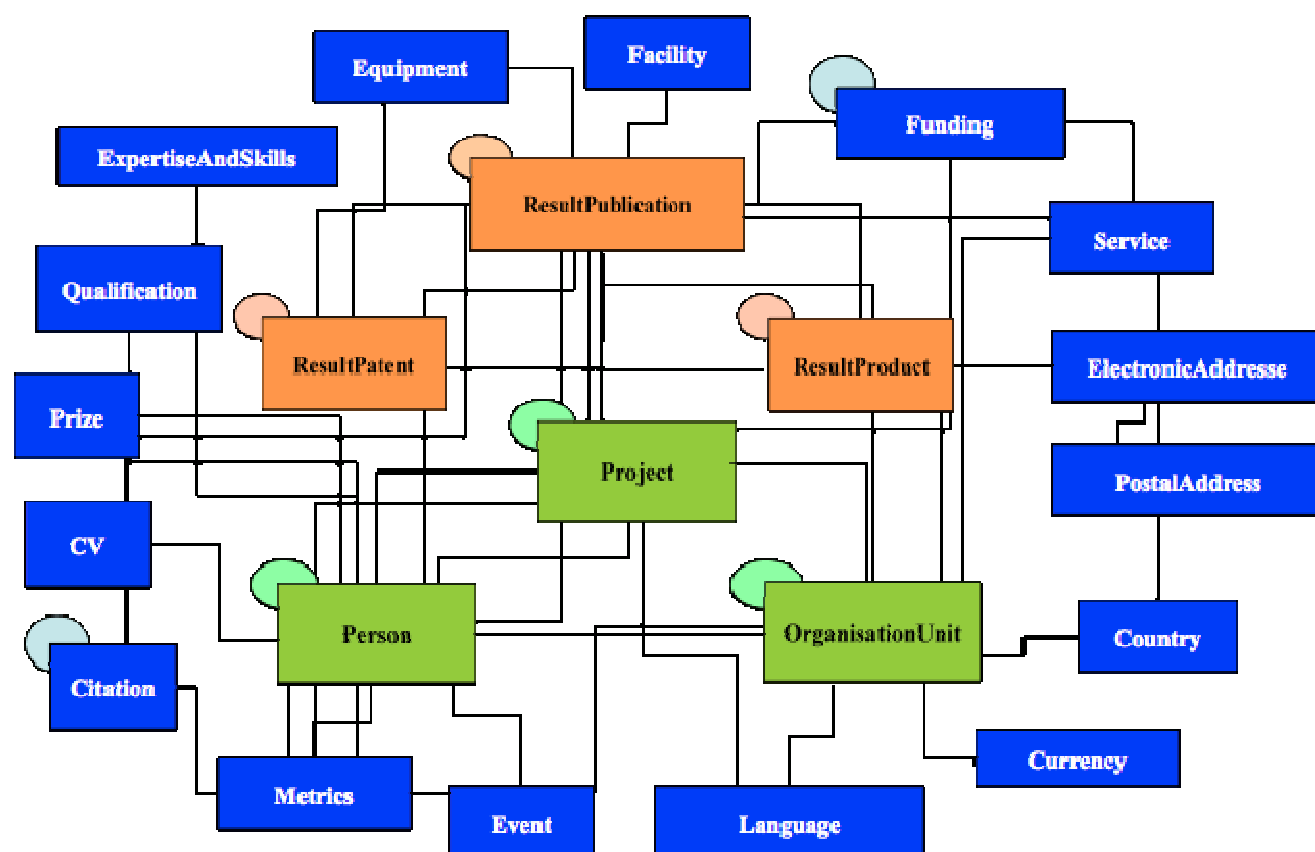 Facility
Equipment
Funding
ExpertiseAndSkills
ResultPublication
Service
Qualification
ResultPatent
ResultProduct
ElectronicAddresse
Prize
Project
PostalAddress
CV
Person
OrganisationUnit
Country
Citation
Currency
Metrics
Event
Language